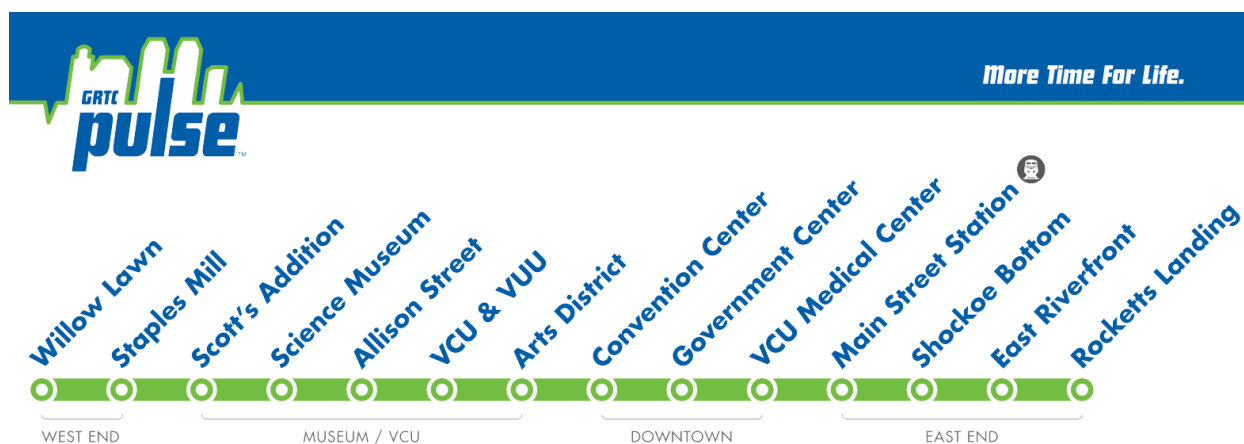 More Time For Life.
GRTC
pulse™
Willow Lawn
Staples Mill
Scott's Addition
Science Museum
Allison Street
VCU & VUU
Arts District
Convention Center
Government Center
VCU Medical Center
Main Street Station
Shockoe Bottom
East Riverfront
Rocketts Landing
WEST END
MUSEUM / VCU
DOWNTOWN
EAST END